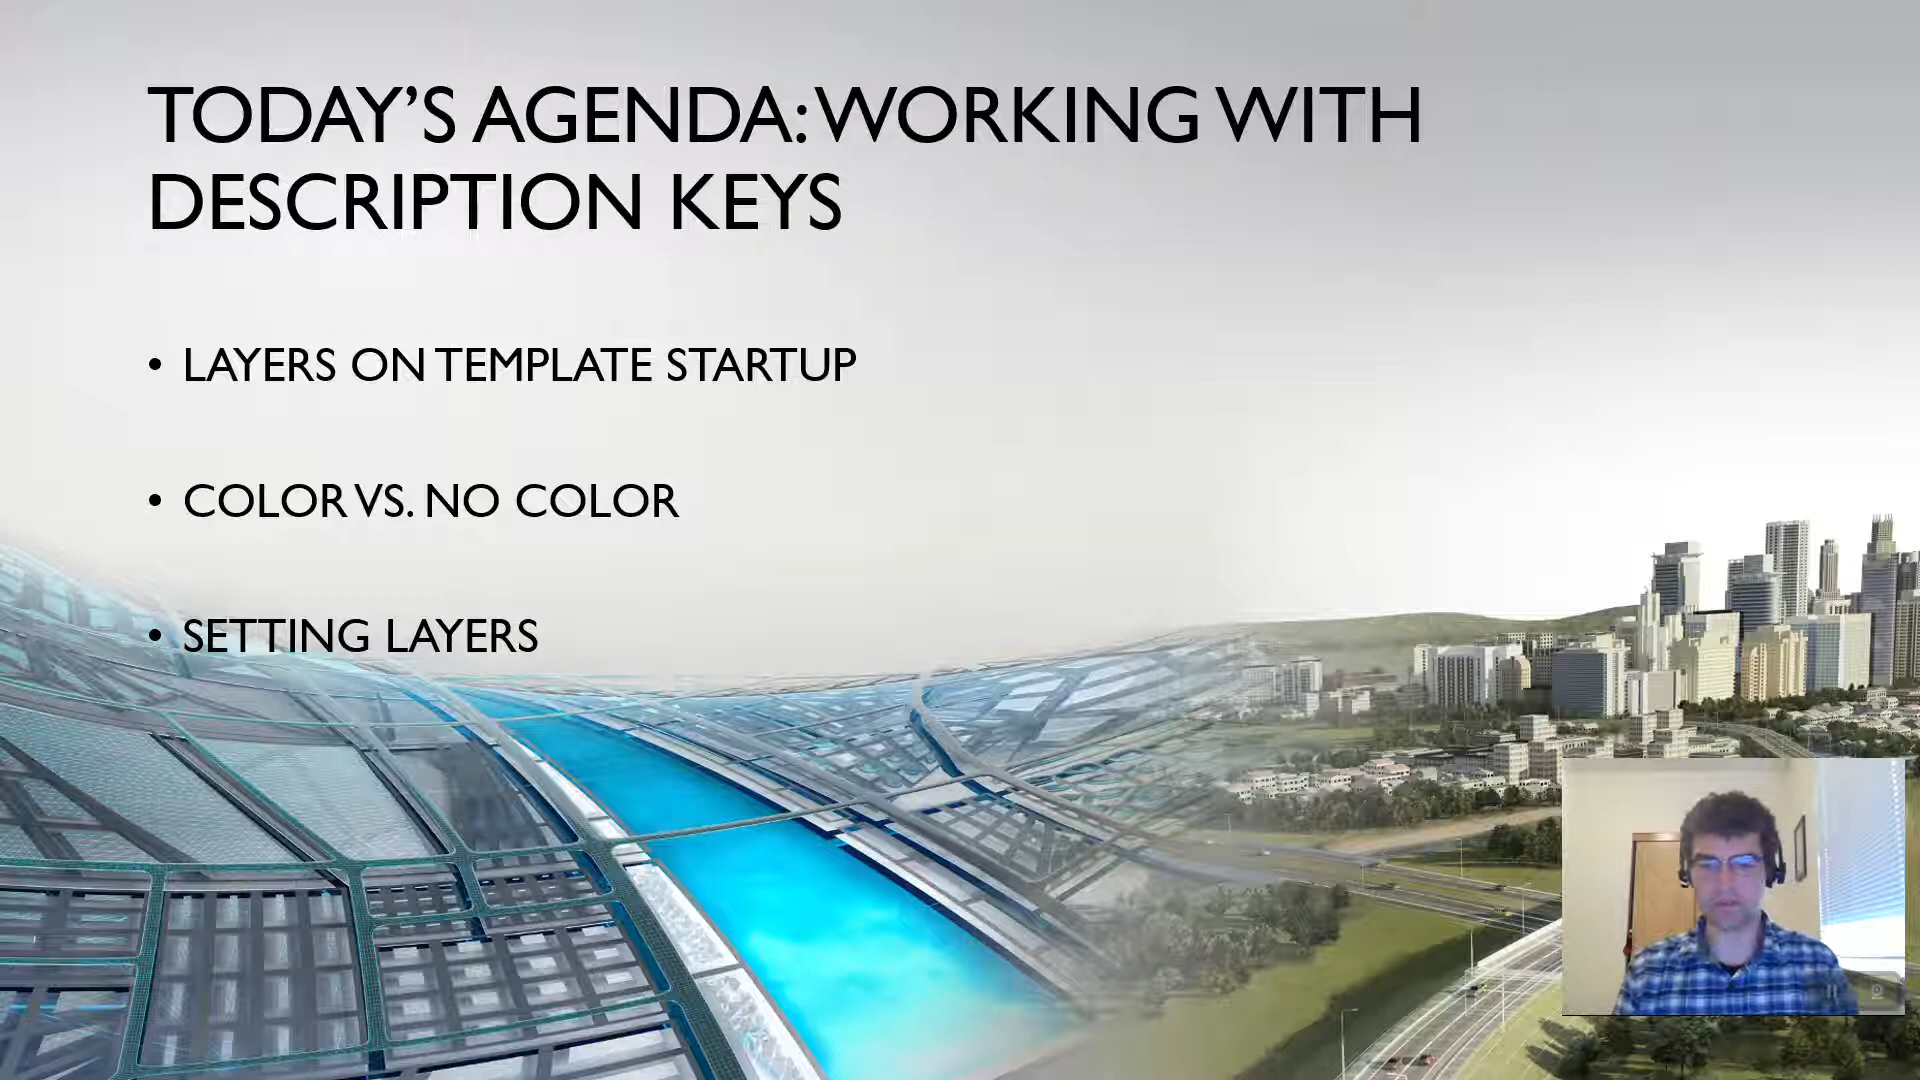 TODAY'S AGENDA: WORKING WITH
DESCRIPTION KEYS
• LAYERS ON TEMPLATE STARTUP
• COLOR VS. NO COLOR
• SETTING LAYERS